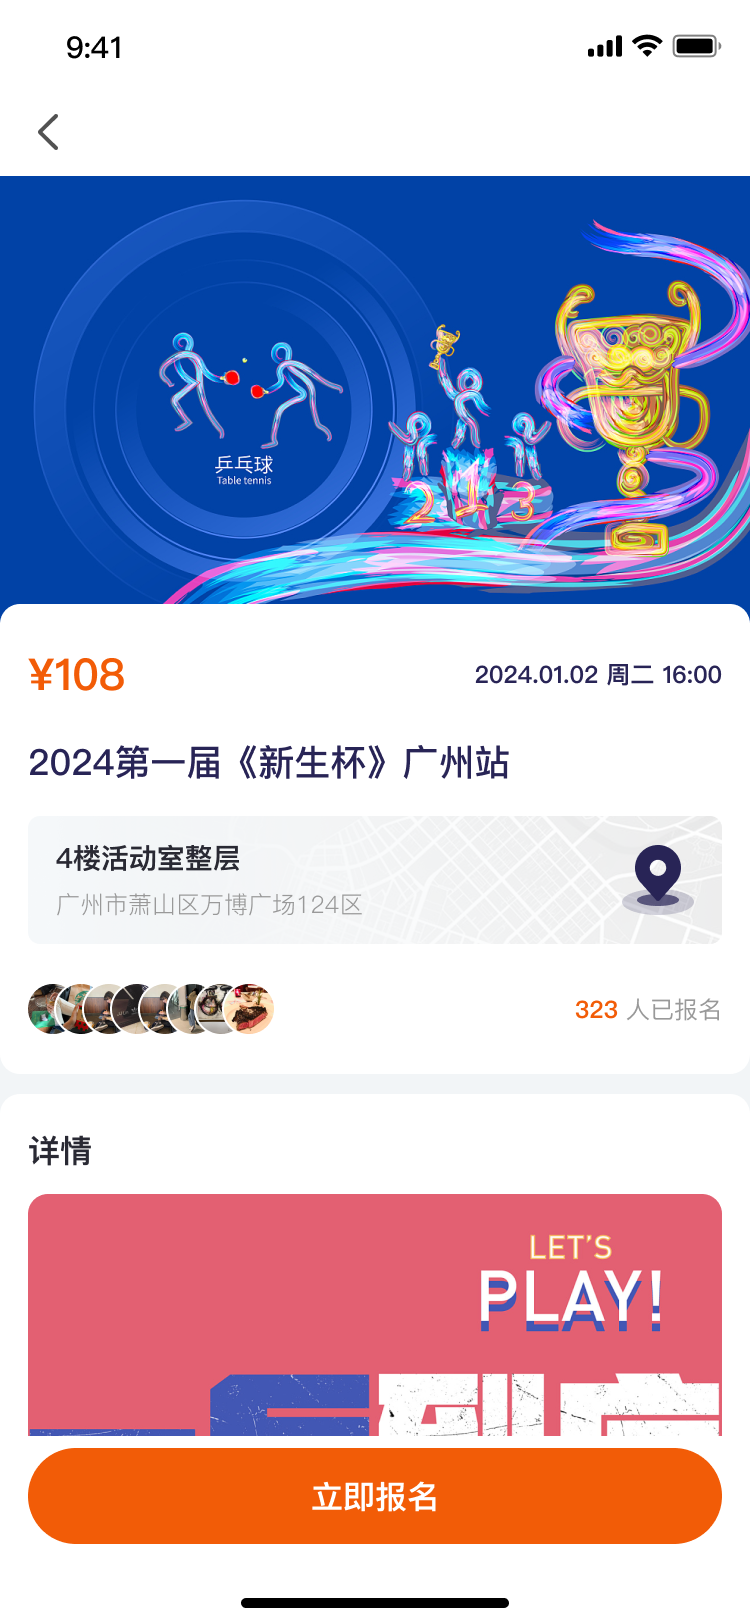 9:41
乒乓球
Table tennis
2 1 3
¥108
2024.01.02 周二 16:00
2024第一届《新生杯》广州站
4楼活动室整层
广州市萧山区万博广场124区
323 人已报名
详情
LET'S
PLAY!
立即报名